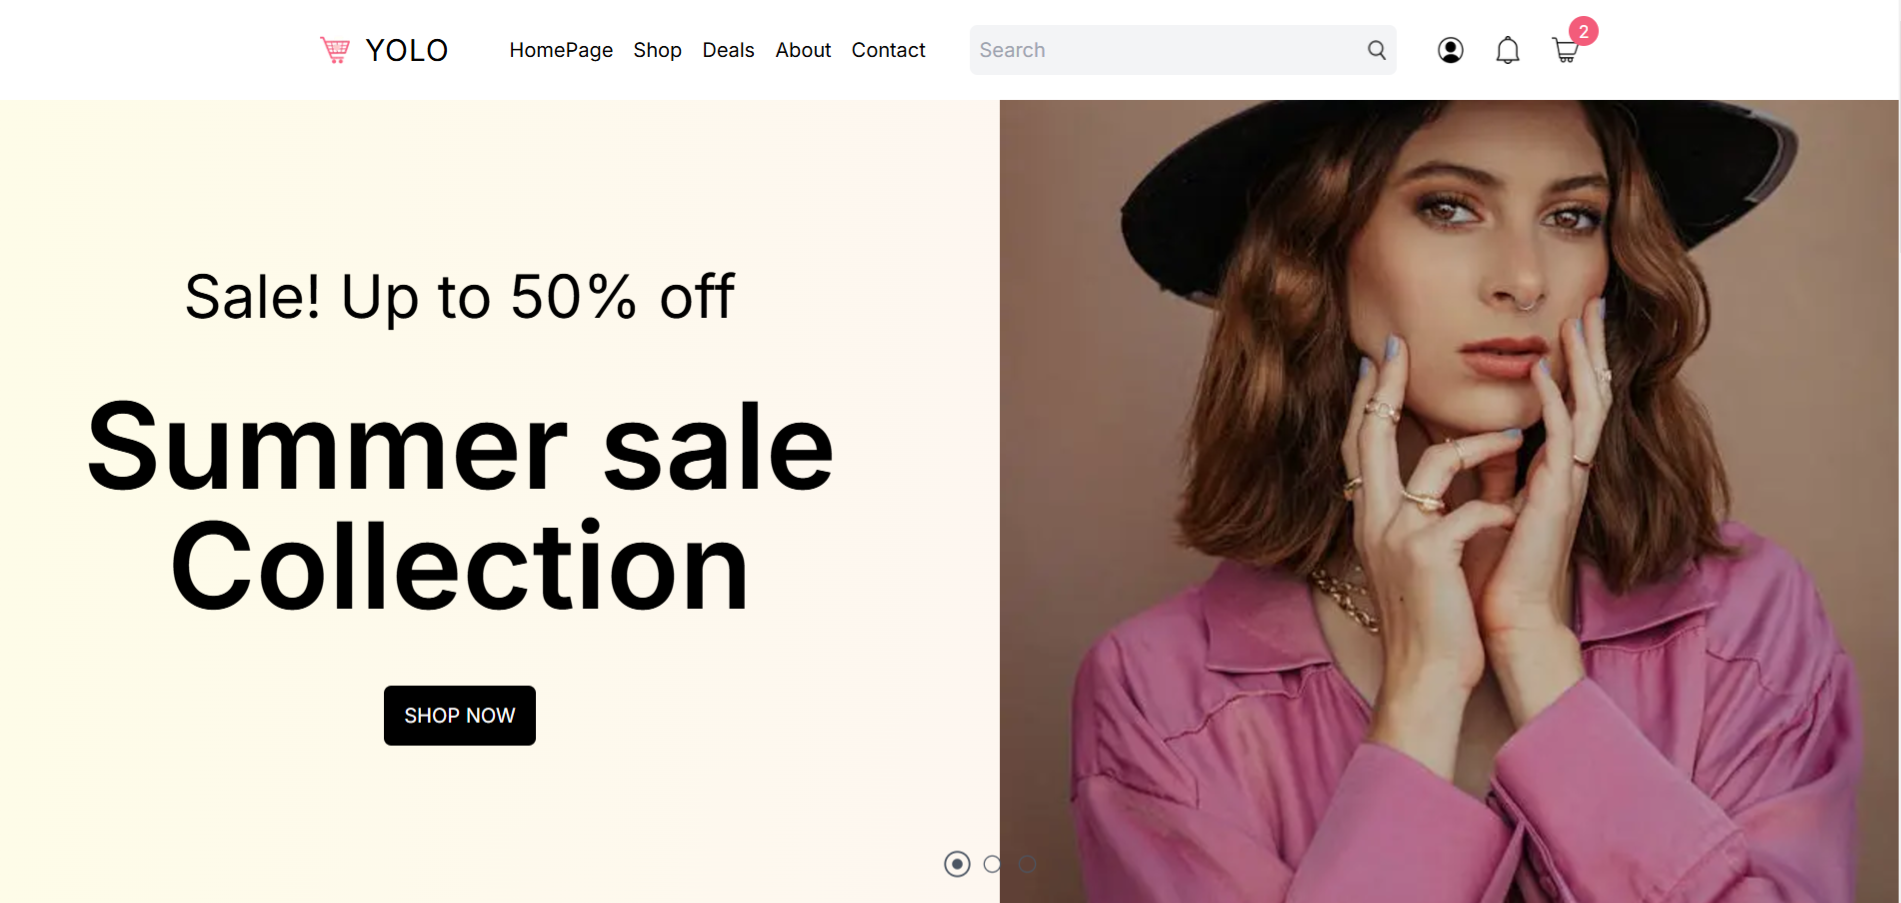 YOLO
HomePage Shop Deals About Contact
Search
2
Sale! Up to 50% off
Summer sale
Collection
SHOP NOW